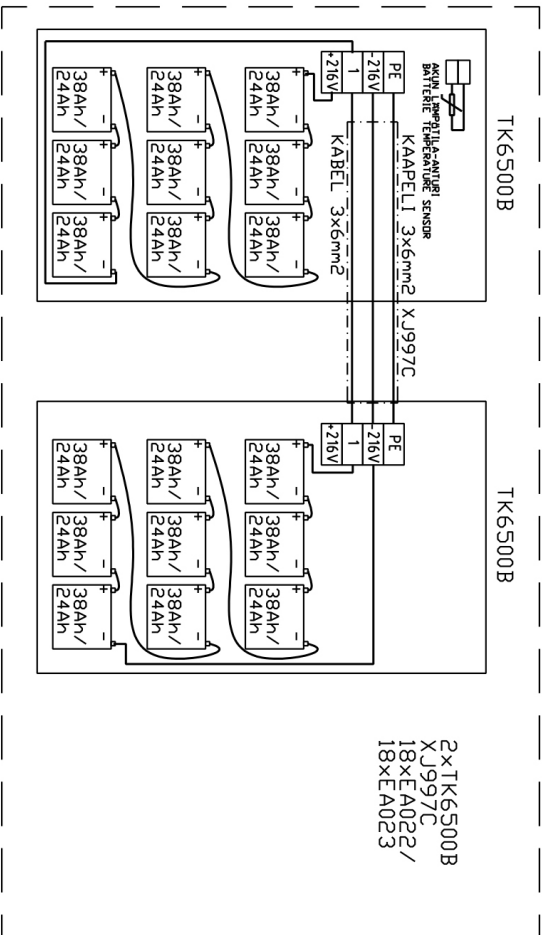 TK6500B
AKUN LÄMPÖTILA-ANTURI
BATTERIE TEMPERATURE SENSOR
PE
-216V
1
+216V
KAAPELI 3x6mm2 XJ997C
KABEL 3x6mm2
+ -
38Ah/
24Ah
+ -
38Ah/
24Ah
+ -
38Ah/
24Ah
+ -
38Ah/
24Ah
+ -
38Ah/
24Ah
+ -
38Ah/
24Ah
+ -
38Ah/
24Ah
+ -
38Ah/
24Ah
+ -
38Ah/
24Ah
TK6500B
PE
-216V
1
+216V
+ -
38Ah/
24Ah
+ -
38Ah/
24Ah
+ -
38Ah/
24Ah
+ -
38Ah/
24Ah
+ -
38Ah/
24Ah
+ -
38Ah/
24Ah
+ -
38Ah/
24Ah
+ -
38Ah/
24Ah
+ -
38Ah/
24Ah
2xTK6500B
XJ997C
18xEA022/
18xEA023